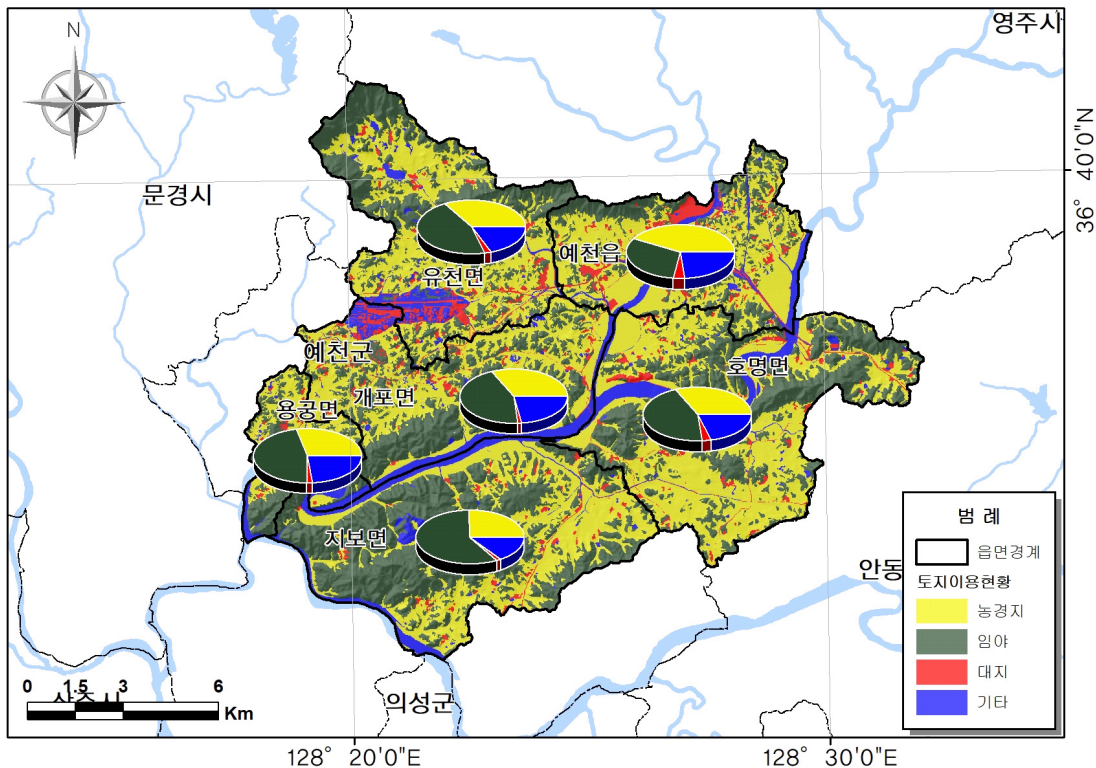 영주시
N
문경시
40'0"N
36°
예천읍
유천면
예천군
호명면
개포면
용궁면
지보면
안동
범 례
읍면경계
토지이용현황
농경지
임야
대지
기타
0 1.5 3 6
Km
의성군
128° 20'0"E
128° 30'0"E